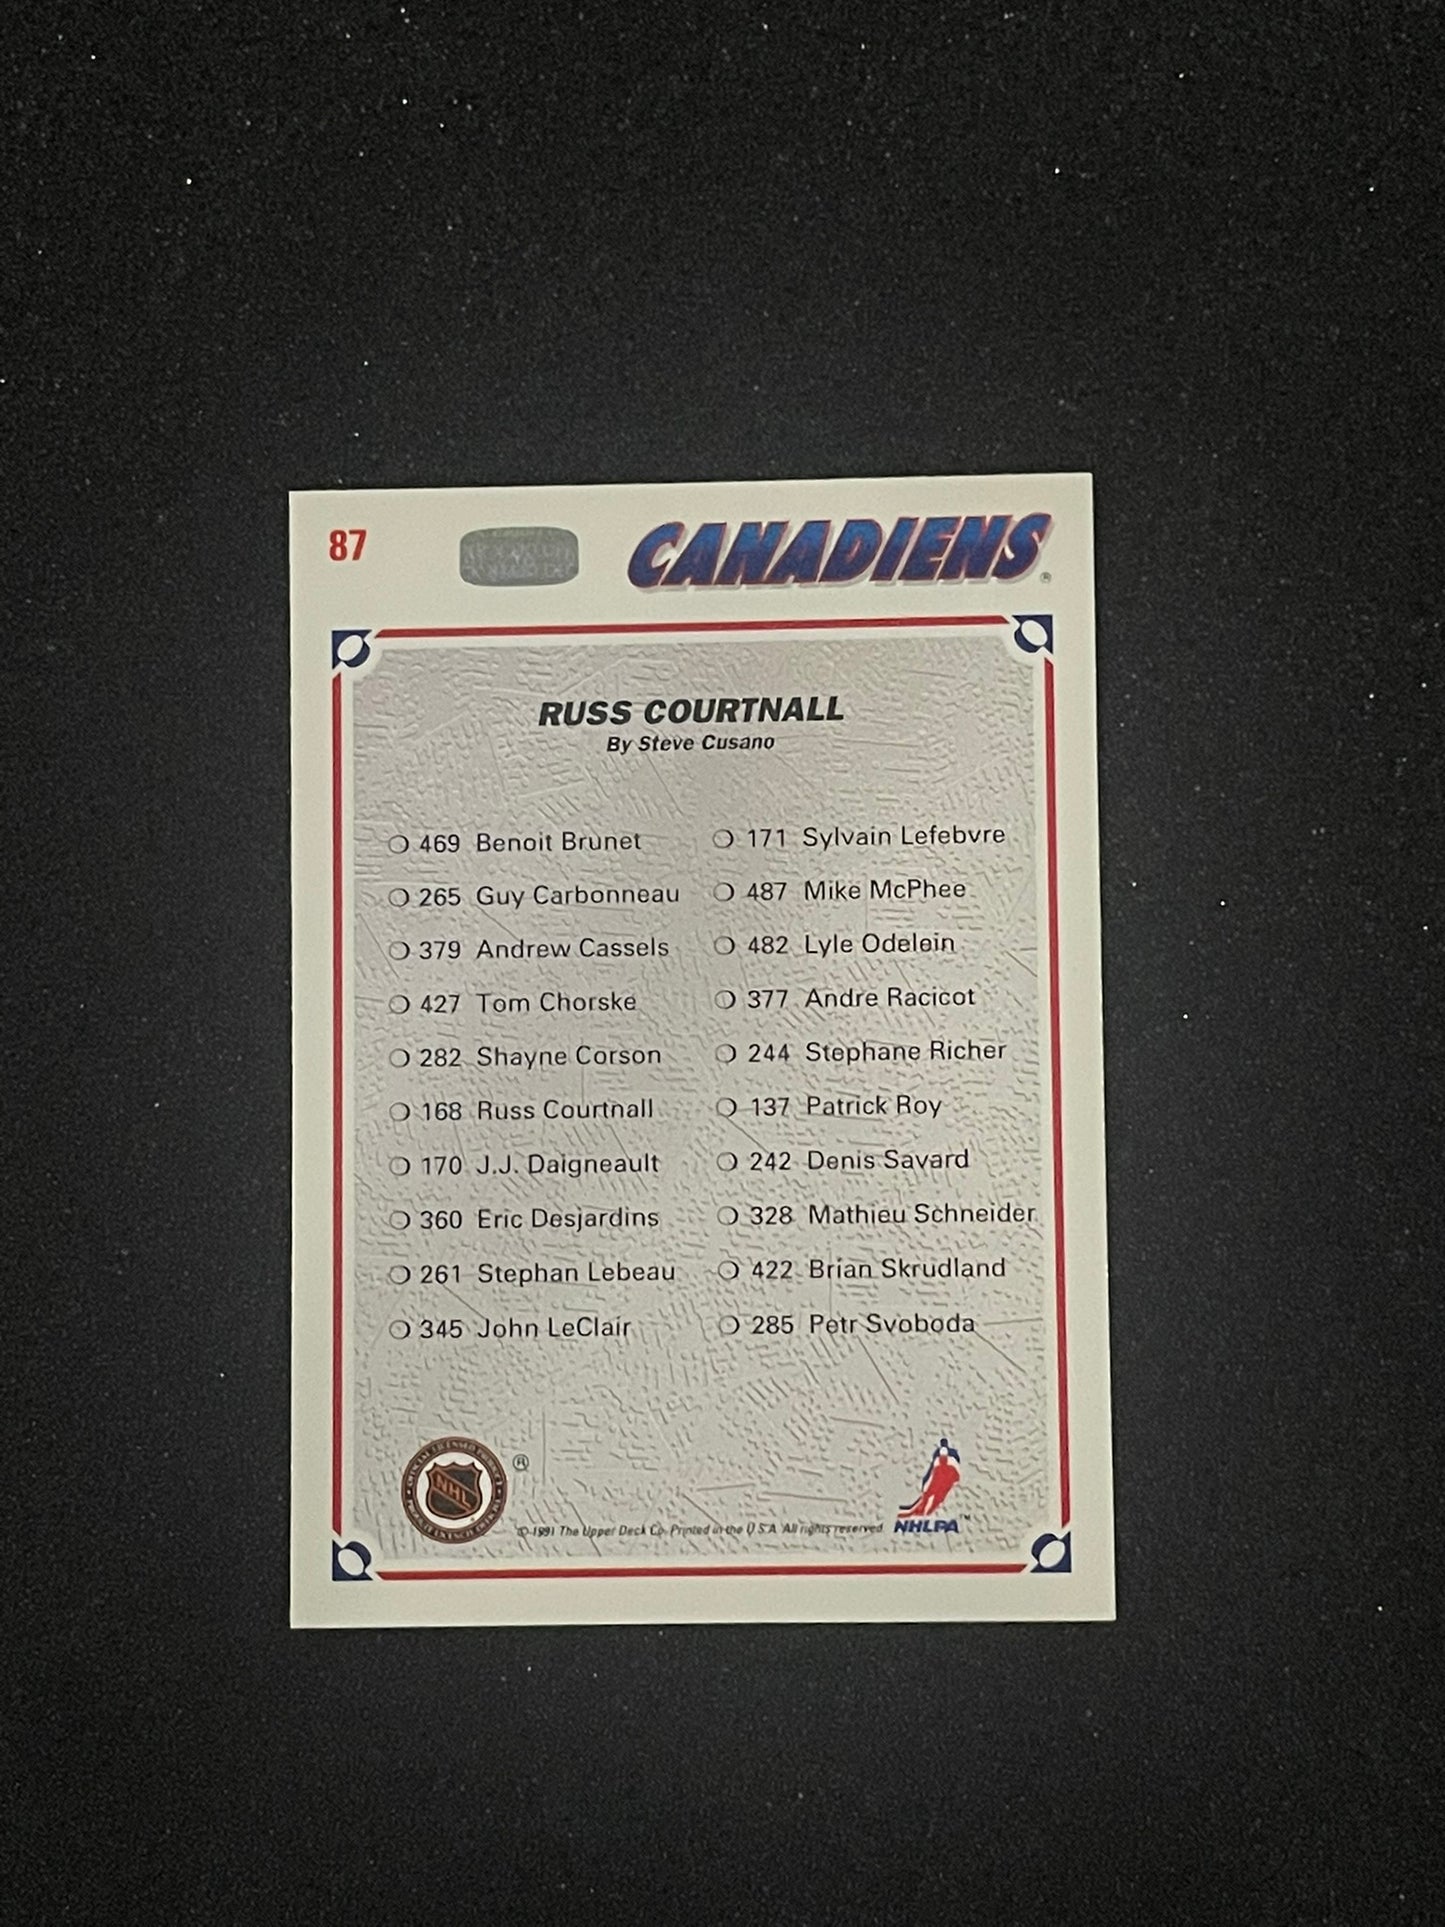 87
CANADIENS®
RUSS COURTNALL
By Steve Cusano
❍ 469 Benoit Brunet
❍ 265 Guy Carbonneau
❍ 379 Andrew Cassels
❍ 427 Tom Chorske
❍ 282 Shayne Corson
❍ 168 Russ Courtnall
❍ 170 J.J. Daigneault
❍ 360 Eric Desjardins
❍ 261 Stephan Lebeau
❍ 345 John LeClair
❍ 171 Sylvain Lefebvre
❍ 487 Mike McPhee
❍ 482 Lyle Odelein
❍ 377 Andre Racicot
❍ 244 Stephane Richer
❍ 137 Patrick Roy
❍ 242 Denis Savard
❍ 328 Mathieu Schneider
❍ 422 Brian Skrudland
❍ 285 Petr Svoboda
NHL
®
© 1991 The Upper Deck Co. Printed in the U.S.A. All rights reserved
NHLPA™